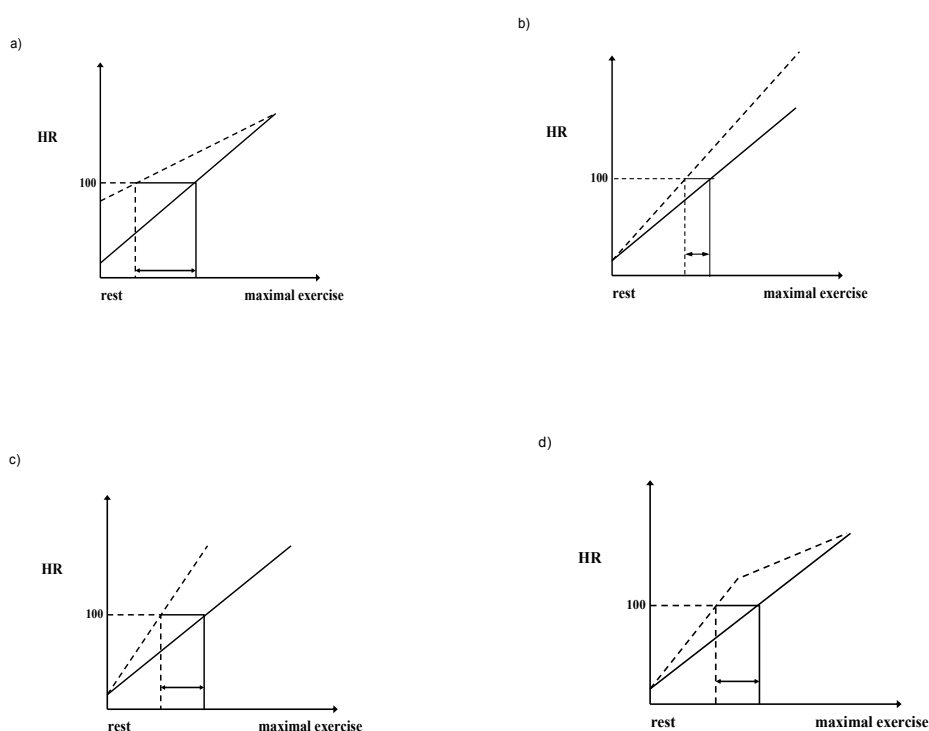 a)
HR
100
rest maximal exercise
b)
HR
100
rest maximal exercise
c)
HR
100
rest maximal exercise
d)
HR
100
rest maximal exercise